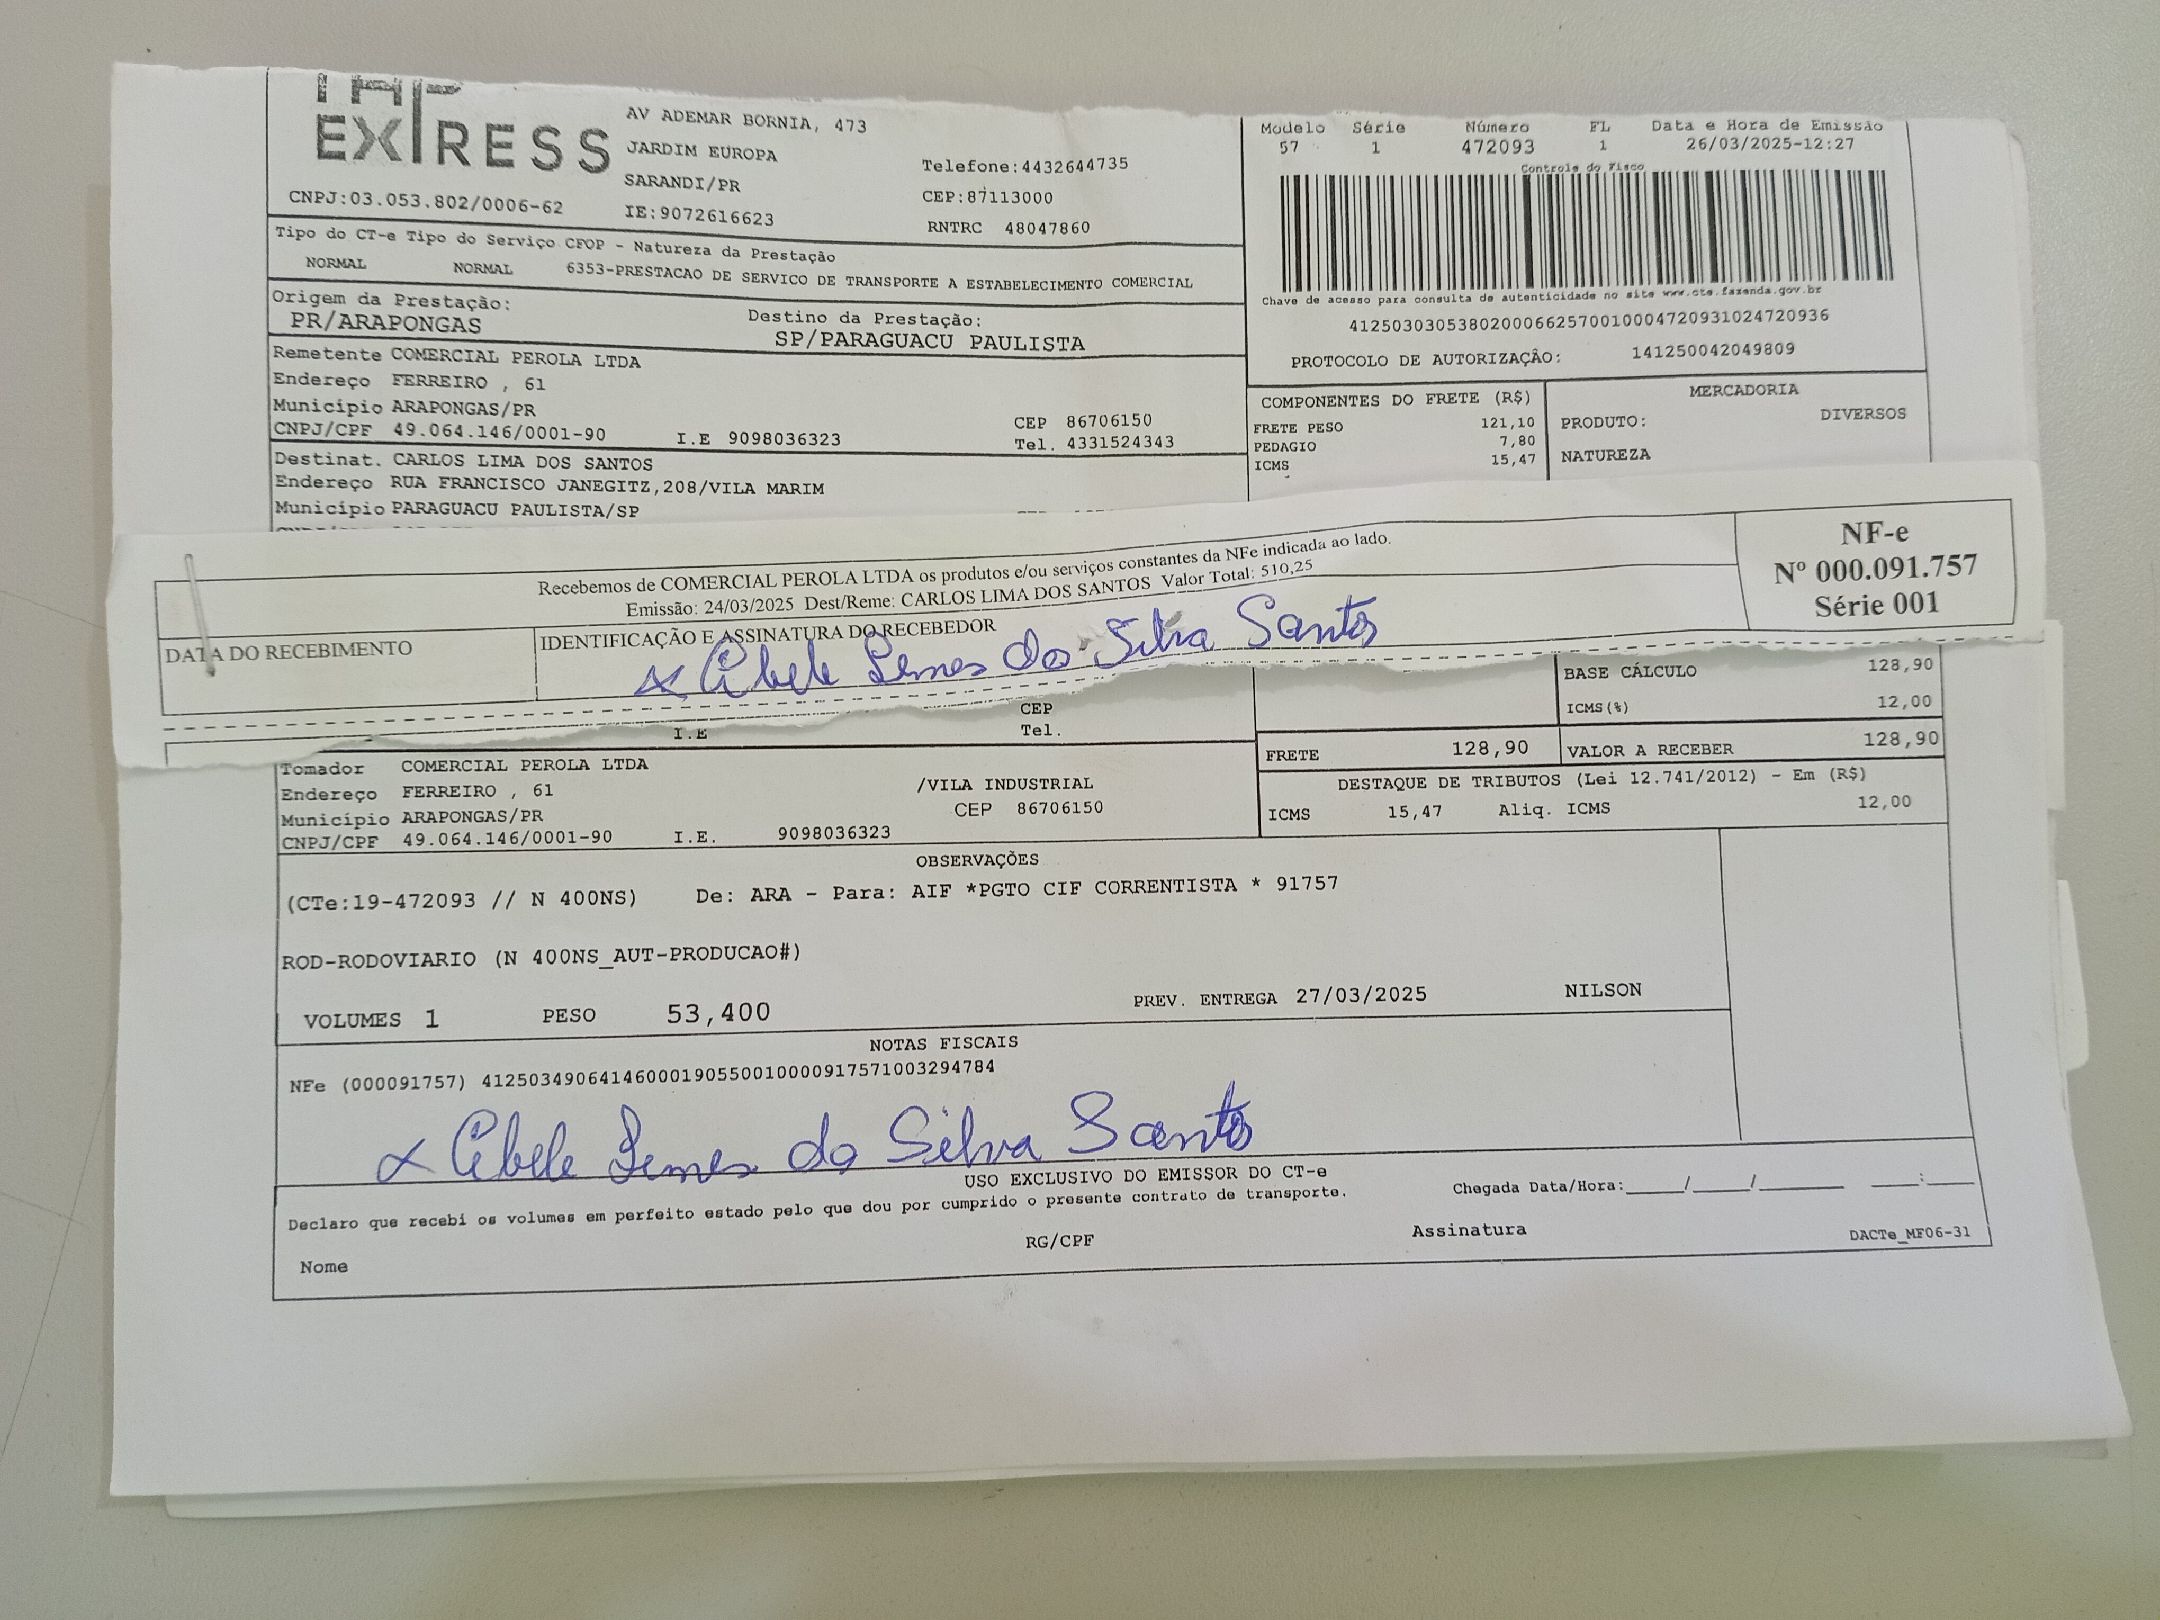 EXPRESS
AV ADEMAR BORNIA, 473
JARDIM EUROPA
SARANDI/PR
IE:9072616623
Telefone:4432644735
CEP:87113000
RNTRC 48047860
CNPJ:03.053.802/0006-62
Modelo Série Número FL Data e Hora de Emissão
57 1 472093 1 26/03/2025-12:27
Controle do Fisco
Chave de acesso para consulta de autenticidade no site www.cte.fazenda.gov.br
41250303053802000662570010004720931024720936
PROTOCOLO DE AUTORIZAÇÃO: 141250042049809
Tipo do CT-e Tipo do Serviço CFOP - Natureza da Prestação
NORMAL NORMAL 6353-PRESTACAO DE SERVICO DE TRANSPORTE A ESTABELECIMENTO COMERCIAL
Origem da Prestação: Destino da Prestação:
PR/ARAPONGAS SP/PARAGUACU PAULISTA
Remetente COMERCIAL PEROLA LTDA
Endereço FERREIRO , 61
Município ARAPONGAS/PR CEP 86706150
CNPJ/CPF 49.064.146/0001-90 I.E 9098036323 Tel. 4331524343
Destinat. CARLOS LIMA DOS SANTOS
Endereço RUA FRANCISCO JANEGITZ,208/VILA MARIM
Município PARAGUACU PAULISTA/SP
COMPONENTES DO FRETE (R$)
FRETE PESO 121,10
PEDAGIO 7,80
ICMS 15,47
MERCADORIA
PRODUTO: DIVERSOS
NATUREZA
Recebemos de COMERCIAL PEROLA LTDA os produtos e/ou serviços constantes da NFe indicada ao lado.
Emissão: 24/03/2025 Dest/Reme: CARLOS LIMA DOS SANTOS Valor Total: 510,25
NF-e
Nº 000.091.757
Série 001
DATA DO RECEBIMENTO
IDENTIFICAÇÃO E ASSINATURA DO RECEBEDOR
x Cibele Lemes da Silva Santos
CEP
I.E Tel.
BASE CÁLCULO 128,90
ICMS(%) 12,00
FRETE 128,90 VALOR A RECEBER 128,90
Tomador COMERCIAL PEROLA LTDA
Endereço FERREIRO , 61 /VILA INDUSTRIAL
Município ARAPONGAS/PR CEP 86706150
CNPJ/CPF 49.064.146/0001-90 I.E. 9098036323
DESTAQUE DE TRIBUTOS (Lei 12.741/2012) - Em (R$)
ICMS 15,47 Aliq. ICMS 12,00
OBSERVAÇÕES
(CTe:19-472093 // N 400NS) De: ARA - Para: AIF *PGTO CIF CORRENTISTA * 91757
ROD-RODOVIARIO (N 400NS_AUT-PRODUCAO#)
VOLUMES 1 PESO 53,400 PREV. ENTREGA 27/03/2025 NILSON
NOTAS FISCAIS
NFe (000091757) 41250349064146000190550010000917571003294784
x Cibele Lemes da Silva Santos
USO EXCLUSIVO DO EMISSOR DO CT-e
Declaro que recebi os volumes em perfeito estado pelo que dou por cumprido o presente contrato de transporte.
Chegada Data/Hora:____/____/______ ____:____
Nome RG/CPF Assinatura DACTe_MF06-31